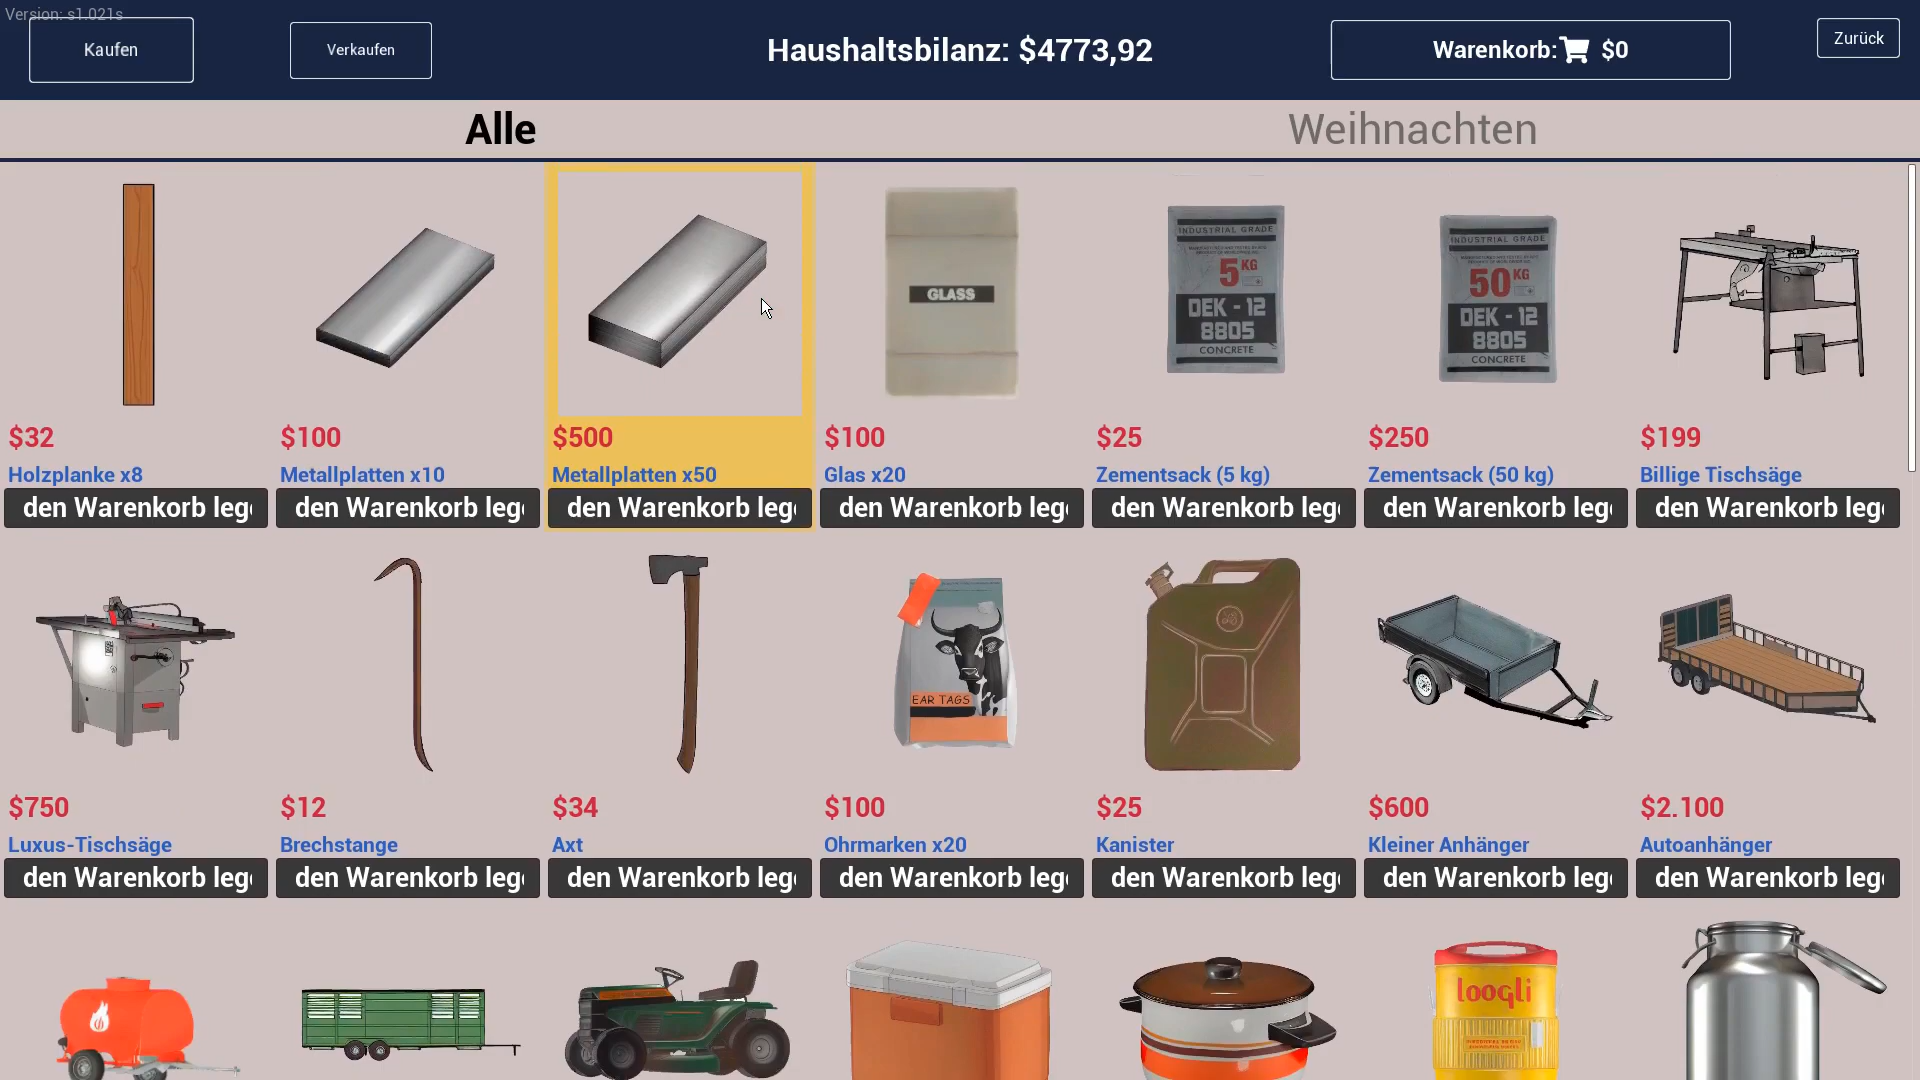 Version: s1.021s
Kaufen
Verkaufen
Haushaltsbilanz: $4773,92
Warenkorb: $0
Zurück
Alle
Weihnachten
GLASS
INDUSTRIAL GRADE
5 KG
DEK - 12
8805
CONCRETE
INDUSTRIAL GRADE
50 KG
DEK - 12
8805
CONCRETE
$32
$100
$500
$100
$25
$250
$199
Holzplanke x8
Metallplatten x10
Metallplatten x50
Glas x20
Zementsack (5 kg)
Zementsack (50 kg)
Billige Tischsäge
den Warenkorb leg
den Warenkorb leg
den Warenkorb leg
den Warenkorb leg
den Warenkorb leg
den Warenkorb leg
den Warenkorb leg
EAR TAGS
$750
$12
$34
$100
$25
$600
$2.100
Luxus-Tischsäge
Brechstange
Axt
Ohrmarken x20
Kanister
Kleiner Anhänger
Autoanhänger
den Warenkorb leg
den Warenkorb leg
den Warenkorb leg
den Warenkorb leg
den Warenkorb leg
den Warenkorb leg
den Warenkorb leg
loogli